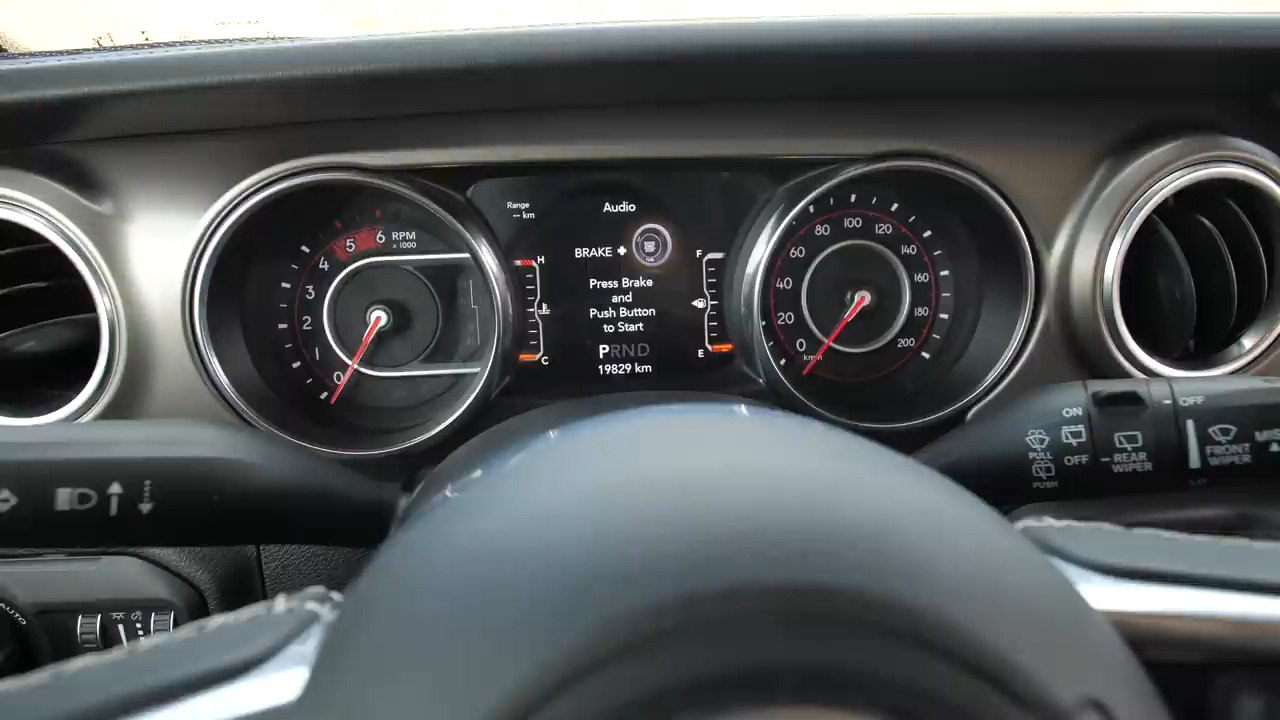 Range
-- km
Audio
BRAKE +
Press Brake
and
Push Button
to Start
PRND
19829 km
H
C
F
E
0
1
2
3
4
5
6
RPM
x 1000
0
20
40
60
80
100
120
140
160
180
200
km/h
ON
OFF
PULL
PUSH
REAR
WIPER
OFF
FRONT
WIPER
LO
AUTO